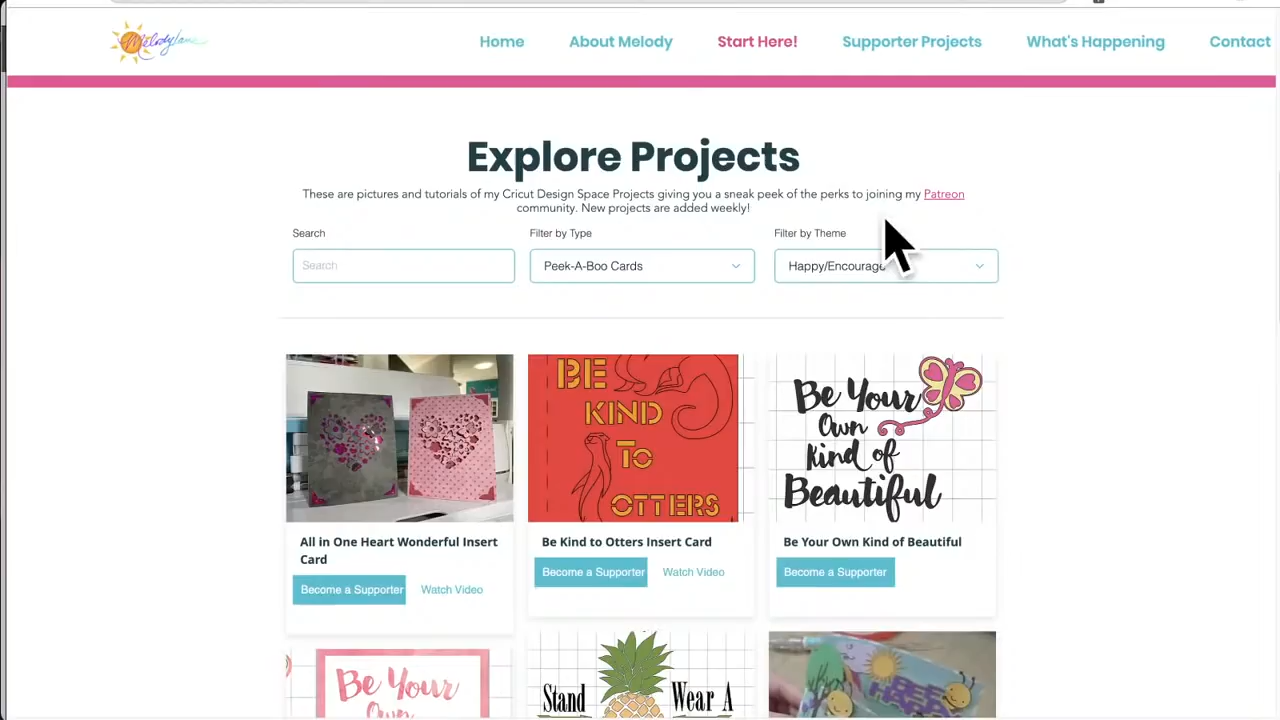 Melodylane
Home
About Melody
Start Here!
Supporter Projects
What's Happening
Contact
Explore Projects
These are pictures and tutorials of my Cricut Design Space Projects giving you a sneak peek of the perks to joining my Patreon
community. New projects are added weekly!
Search
Filter by Type
Filter by Theme
Search
Peek-A-Boo Cards
Happy/Encourage
BE
KIND
TO
OTTERS
Be Your
Own
Kind of
Beautiful
All in One Heart Wonderful Insert
Card
Become a Supporter
Watch Video
Be Kind to Otters Insert Card
Become a Supporter
Watch Video
Be Your Own Kind of Beautiful
Become a Supporter
Be Your
Stand
Wear A
BEE